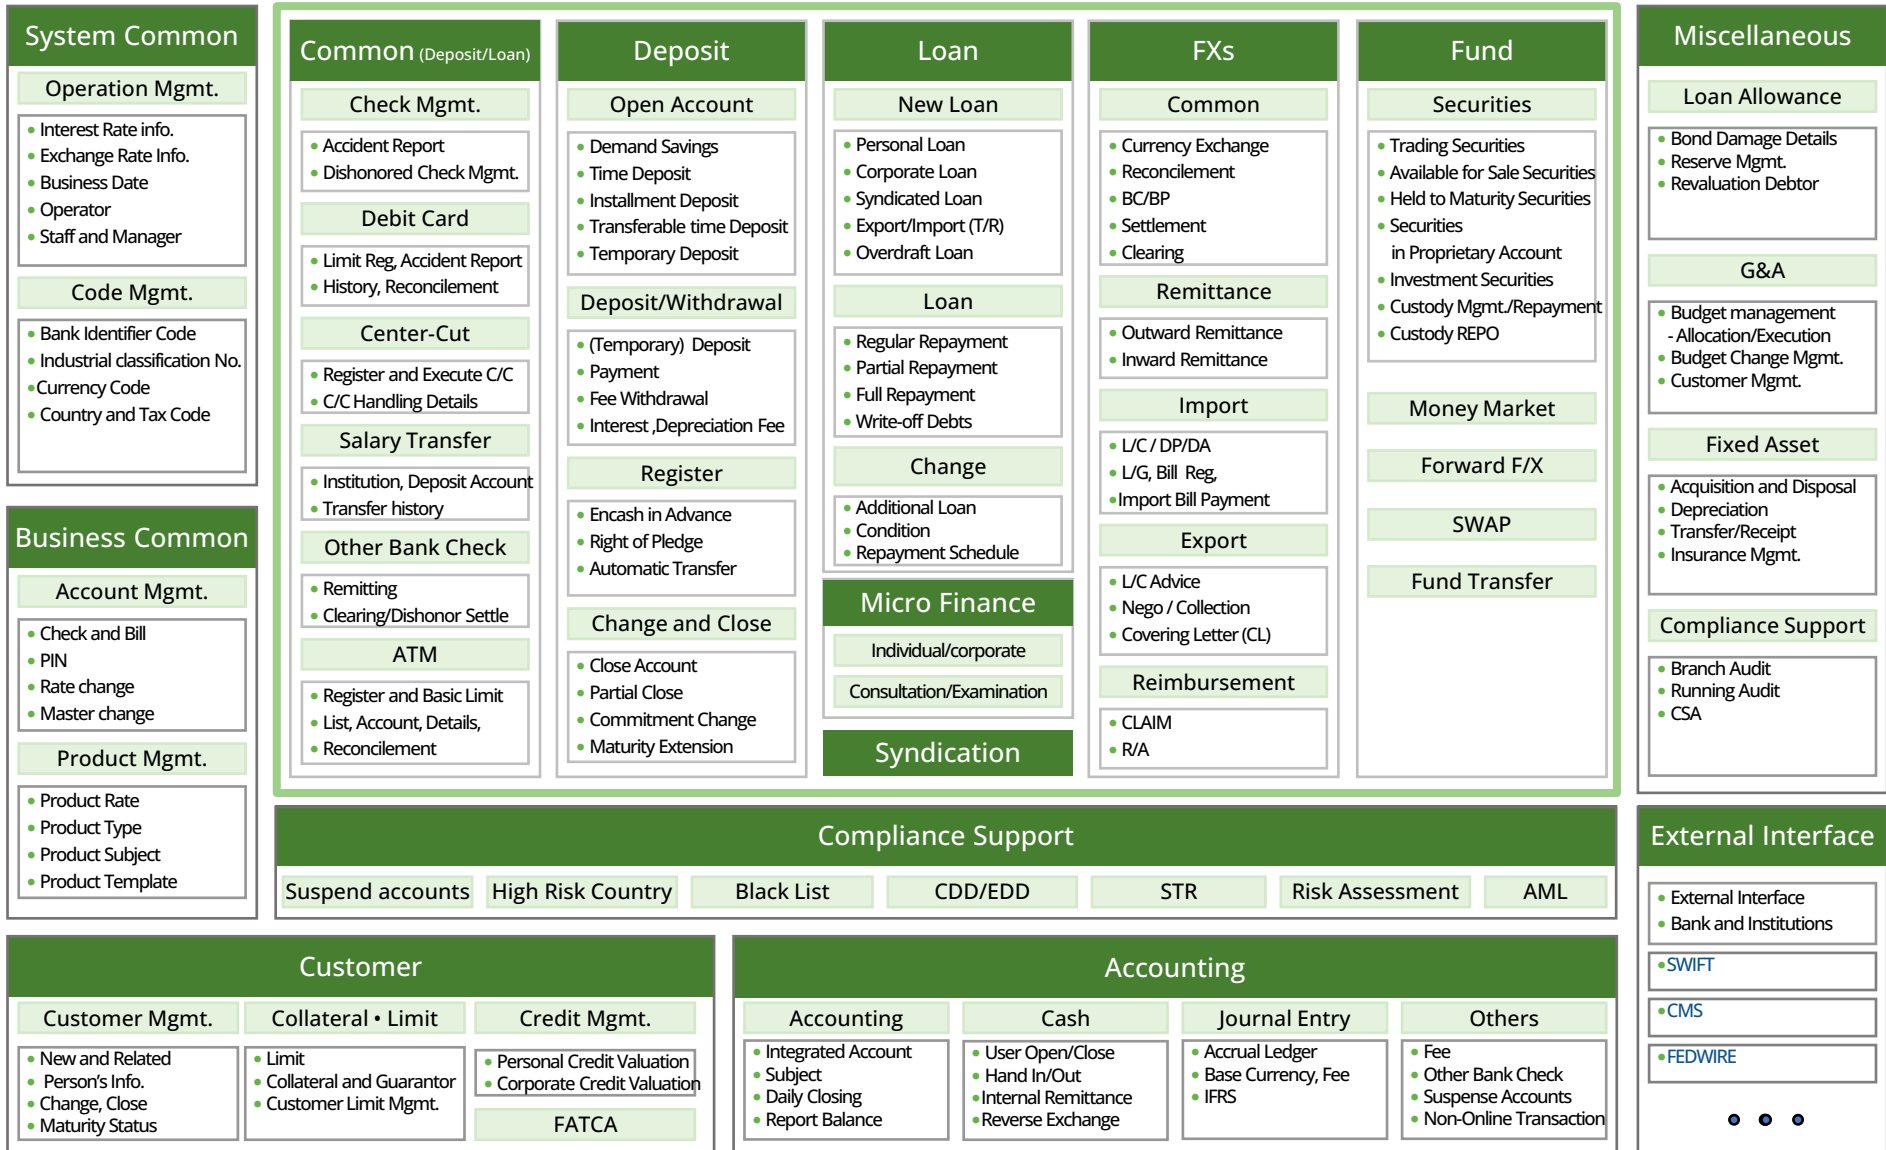 System Common
Operation Mgmt.
• Interest Rate info.
• Exchange Rate Info.
• Business Date
• Operator
• Staff and Manager
Code Mgmt.
• Bank Identifier Code
• Industrial classification No.
•Currency Code
• Country and Tax Code
Business Common
Account Mgmt.
• Check and Bill
• PIN
• Rate change
• Master change
Product Mgmt.
• Product Rate
• Product Type
• Product Subject
• Product Template
Common (Deposit/Loan)
Check Mgmt.
• Accident Report
• Dishonored Check Mgmt.
Debit Card
• Limit Reg, Accident Report
• History, Reconcilement
Center-Cut
• Register and Execute C/C
• C/C Handling Details
Salary Transfer
• Institution, Deposit Account
• Transfer history
Other Bank Check
• Remitting
• Clearing/Dishonor Settle
ATM
• Register and Basic Limit
• List, Account, Details,
• Reconcilement
Deposit
Open Account
• Demand Savings
• Time Deposit
• Installment Deposit
• Transferable time Deposit
• Temporary Deposit
Deposit/Withdrawal
• (Temporary) Deposit
• Payment
• Fee Withdrawal
• Interest ,Depreciation Fee
Register
• Encash in Advance
• Right of Pledge
• Automatic Transfer
Change and Close
• Close Account
• Partial Close
• Commitment Change
• Maturity Extension
Loan
New Loan
• Personal Loan
• Corporate Loan
• Syndicated Loan
• Export/Import (T/R)
• Overdraft Loan
Loan
• Regular Repayment
• Partial Repayment
• Full Repayment
• Write-off Debts
Change
• Additional Loan
• Condition
• Repayment Schedule
Micro Finance
Individual/corporate
Consultation/Examination
Syndication
FXs
Common
• Currency Exchange
• Reconcilement
• BC/BP
• Settlement
• Clearing
Remittance
• Outward Remittance
• Inward Remittance
Import
• L/C / DP/DA
• L/G, Bill Reg,
•Import Bill Payment
Export
• L/C Advice
• Nego / Collection
• Covering Letter (CL)
Reimbursement
• CLAIM
• R/A
Fund
Securities
• Trading Securities
• Available for Sale Securities
• Held to Maturity Securities
• Securities
in Proprietary Account
• Investment Securities
• Custody Mgmt./Repayment
• Custody REPO
Money Market
Forward F/X
SWAP
Fund Transfer
Miscellaneous
Loan Allowance
• Bond Damage Details
• Reserve Mgmt.
• Revaluation Debtor
G&A
• Budget management
- Allocation/Execution
• Budget Change Mgmt.
• Customer Mgmt.
Fixed Asset
• Acquisition and Disposal
• Depreciation
• Transfer/Receipt
• Insurance Mgmt.
Compliance Support
• Branch Audit
• Running Audit
• CSA
Compliance Support
Suspend accounts
High Risk Country
Black List
CDD/EDD
STR
Risk Assessment
AML
External Interface
• External Interface
• Bank and Institutions
•SWIFT
•CMS
•FEDWIRE
Customer
Customer Mgmt.
• New and Related
• Person's Info.
• Change, Close
• Maturity Status
Collateral • Limit
• Limit
• Collateral and Guarantor
• Customer Limit Mgmt.
Credit Mgmt.
• Personal Credit Valuation
• Corporate Credit Valuation
FATCA
Accounting
Accounting
• Integrated Account
• Subject
• Daily Closing
• Report Balance
Cash
• User Open/Close
• Hand In/Out
•Internal Remittance
•Reverse Exchange
Journal Entry
• Accrual Ledger
• Base Currency, Fee
• IFRS
Others
• Fee
• Other Bank Check
• Suspense Accounts
• Non-Online Transaction